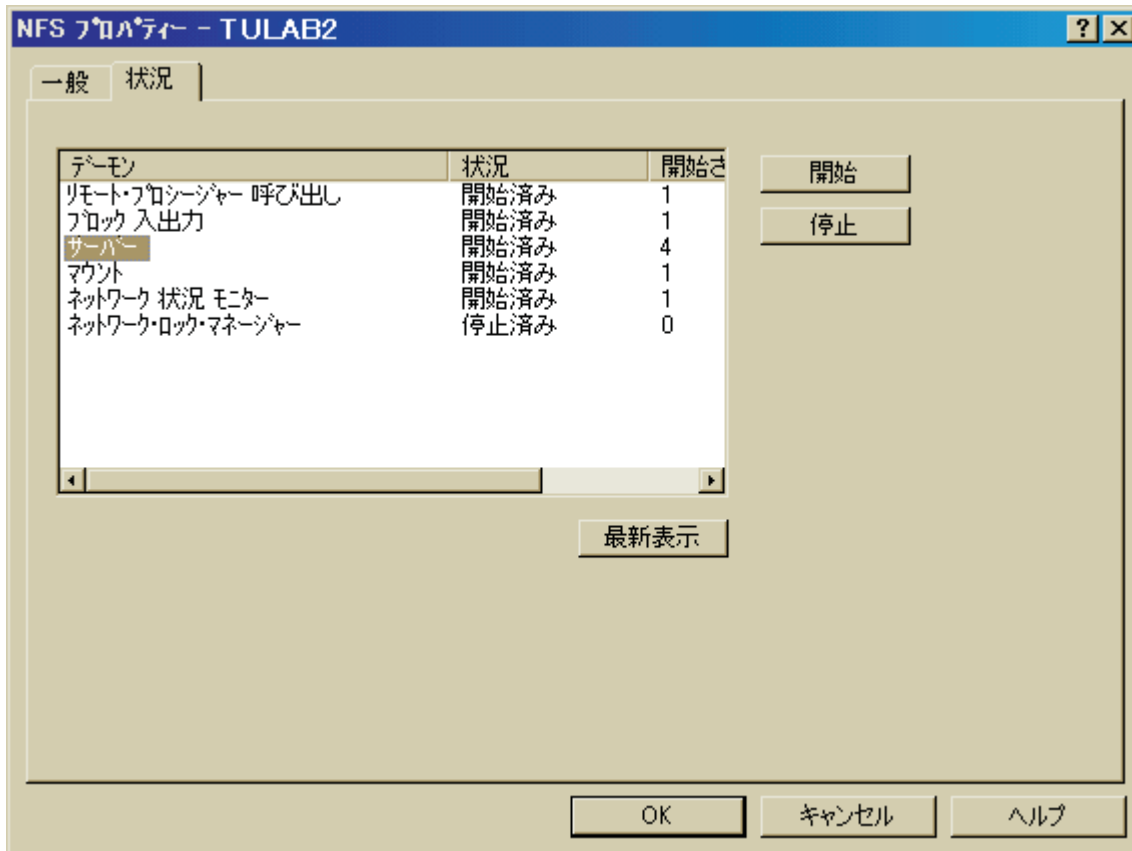 NFS プロパティー - TULAB2
一般 状況
デーモン 状況 開始さ
リモート・プロシージャー 呼び出し 開始済み 1
ブロック 入出力 開始済み 1
サーバー 開始済み 4
マウント 開始済み 1
ネットワーク 状況 モニター 開始済み 1
ネットワーク・ロック・マネージャー 停止済み 0
開始
停止
最新表示
OK キャンセル ヘルプ